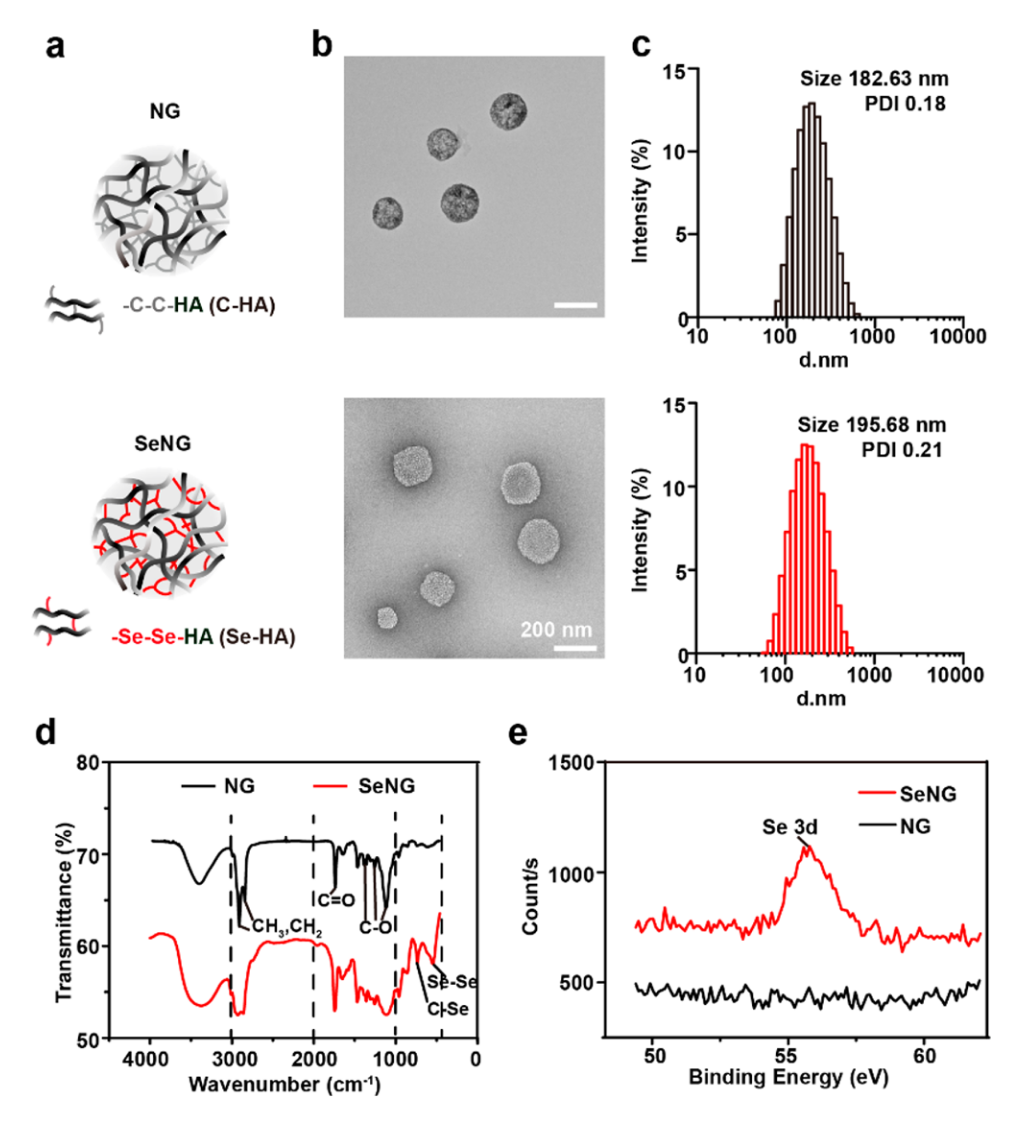 a
NG
-C-C-HA (C-HA)
SeNG
-Se-Se-HA (Se-HA)
b
200 nm
c
15
10
5
0
Intensity (%)
Size 182.63 nm
PDI 0.18
10
100
1000
10000
d.nm
15
10
5
0
Intensity (%)
Size 195.68 nm
PDI 0.21
10
100
1000
10000
d.nm
d
80
70
60
50
Transmittance (%)
NG
SeNG
C=O
CH₃,CH₂
C-O
Se-Se
C-Se
4000
3000
2000
1000
0
Wavenumber (cm⁻¹)
e
1500
1000
500
Count/s
SeNG
NG
Se 3d
50
55
60
Binding Energy (eV)